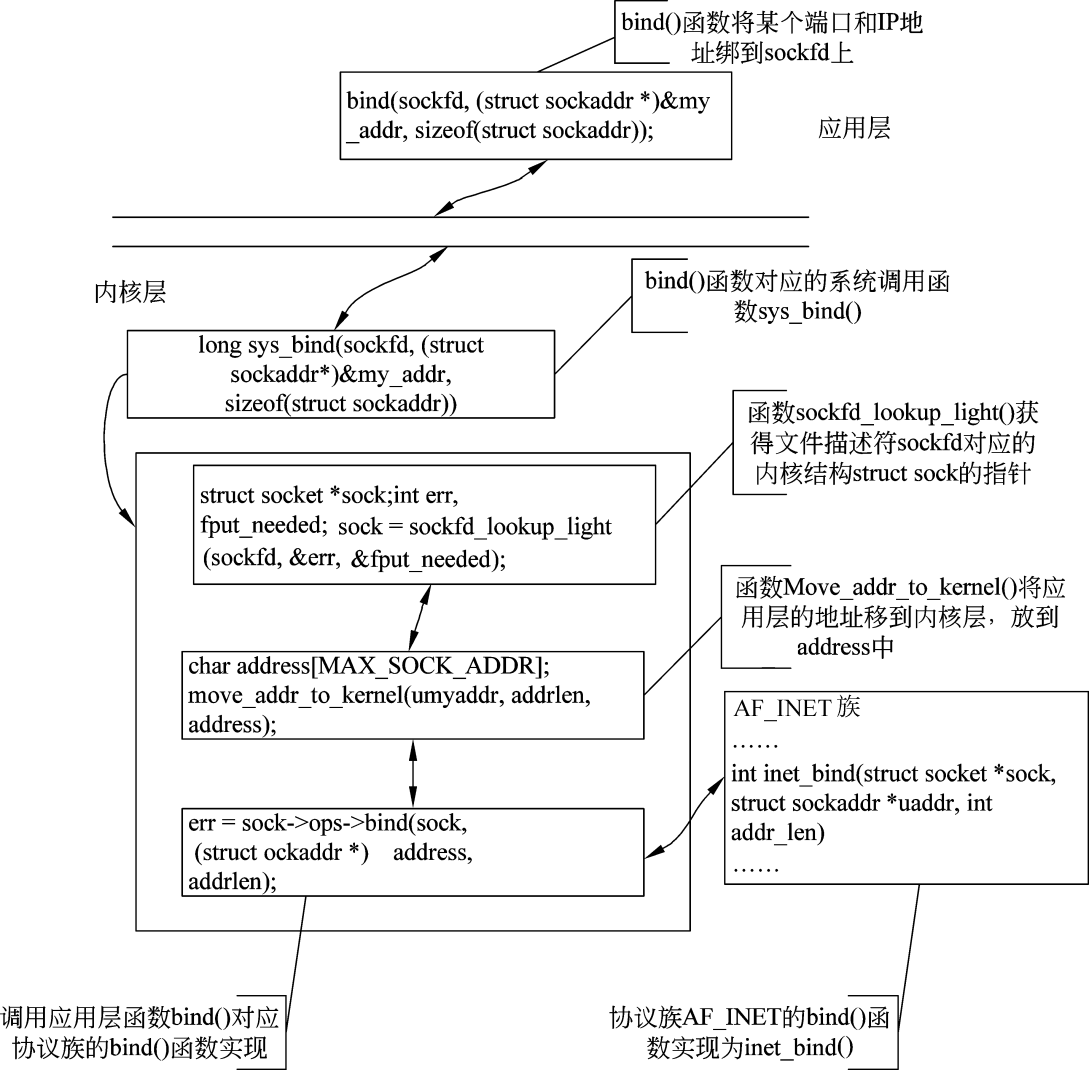 bind()函数将某个端口和IP地
址绑到sockfd上
bind(sockfd, (struct sockaddr *)&my
_addr, sizeof(struct sockaddr));
应用层
内核层
bind()函数对应的系统调用函
数sys_bind()
long sys_bind(sockfd, (struct
sockaddr*)&my_addr,
sizeof(struct sockaddr))
函数sockfd_lookup_light()获
得文件描述符sockfd对应的
内核结构struct sock的指针
struct socket *sock;int err,
fput_needed; sock = sockfd_lookup_light
(sockfd, &err, &fput_needed);
函数Move_addr_to_kernel()将应
用层的地址移到内核层，放到
address中
char address[MAX_SOCK_ADDR];
move_addr_to_kernel(umyaddr, addrlen,
address);
AF_INET 族
……
int inet_bind(struct socket *sock,
struct sockaddr *uaddr, int
addr_len)
……
err = sock->ops->bind(sock,
(struct ockaddr *) address,
addrlen);
调用应用层函数bind()对应
协议族的bind()函数实现
协议族AF_INET的bind()函
数实现为inet_bind()